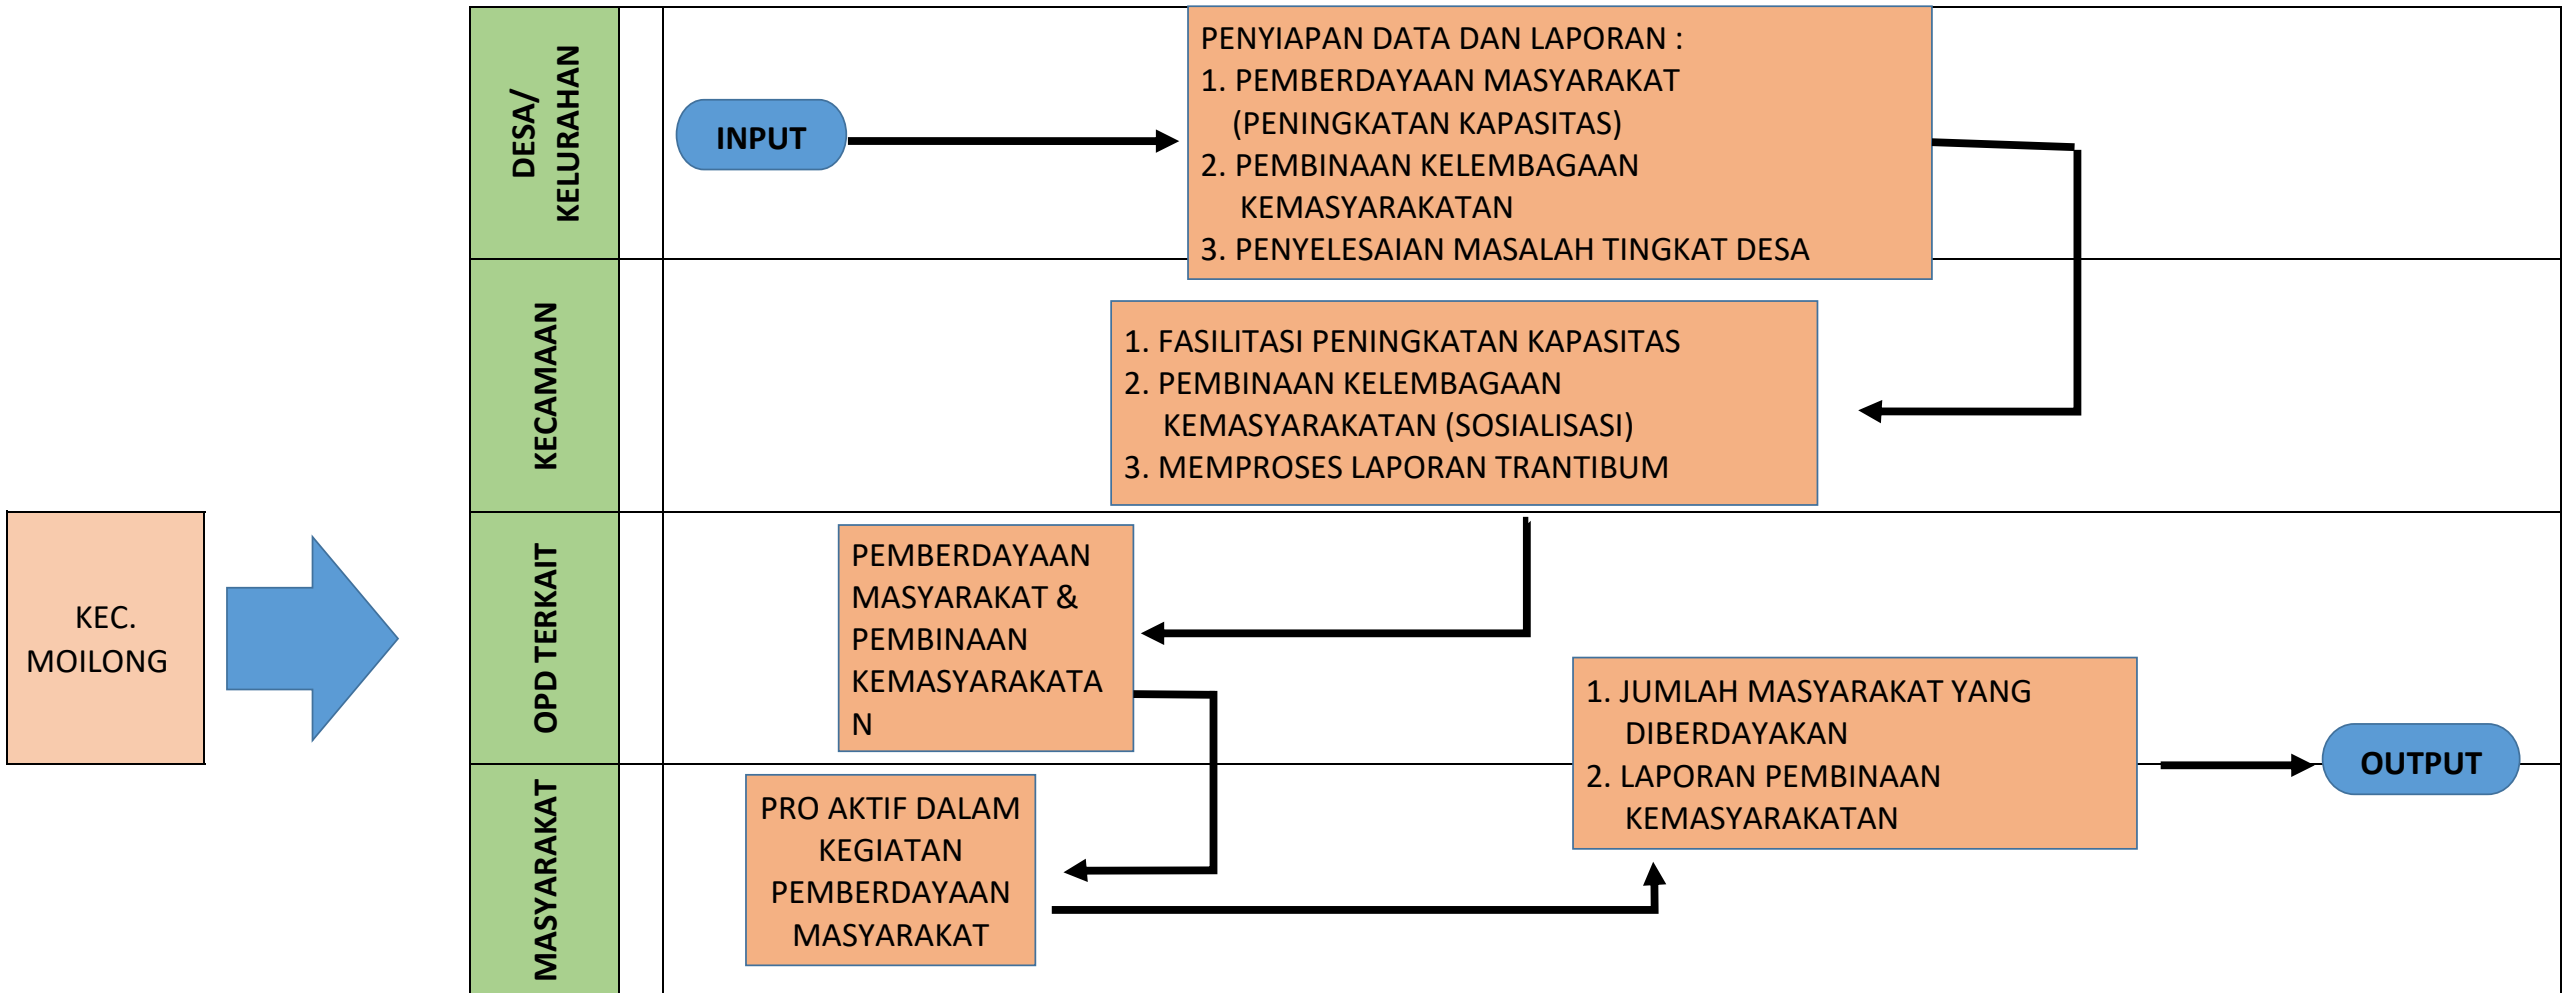 DESA/
KELURAHAN
INPUT
PENYIAPAN DATA DAN LAPORAN :
1. PEMBERDAYAAN MASYARAKAT
(PENINGKATAN KAPASITAS)
2. PEMBINAAN KELEMBAGAAN
KEMASYARAKATAN
3. PENYELESAIAN MASALAH TINGKAT DESA
KECAMAAN
1. FASILITASI PENINGKATAN KAPASITAS
2. PEMBINAAN KELEMBAGAAN
KEMASYARAKATAN (SOSIALISASI)
3. MEMPROSES LAPORAN TRANTIBUM
KEC.
MOILONG
OPD TERKAIT
PEMBERDAYAAN
MASYARAKAT &
PEMBINAAN
KEMASYARAKATA
N
1. JUMLAH MASYARAKAT YANG
DIBERDAYAKAN
2. LAPORAN PEMBINAAN
KEMASYARAKATAN
OUTPUT
MASYARAKAT
PRO AKTIF DALAM
KEGIATAN
PEMBERDAYAAN
MASYARAKAT